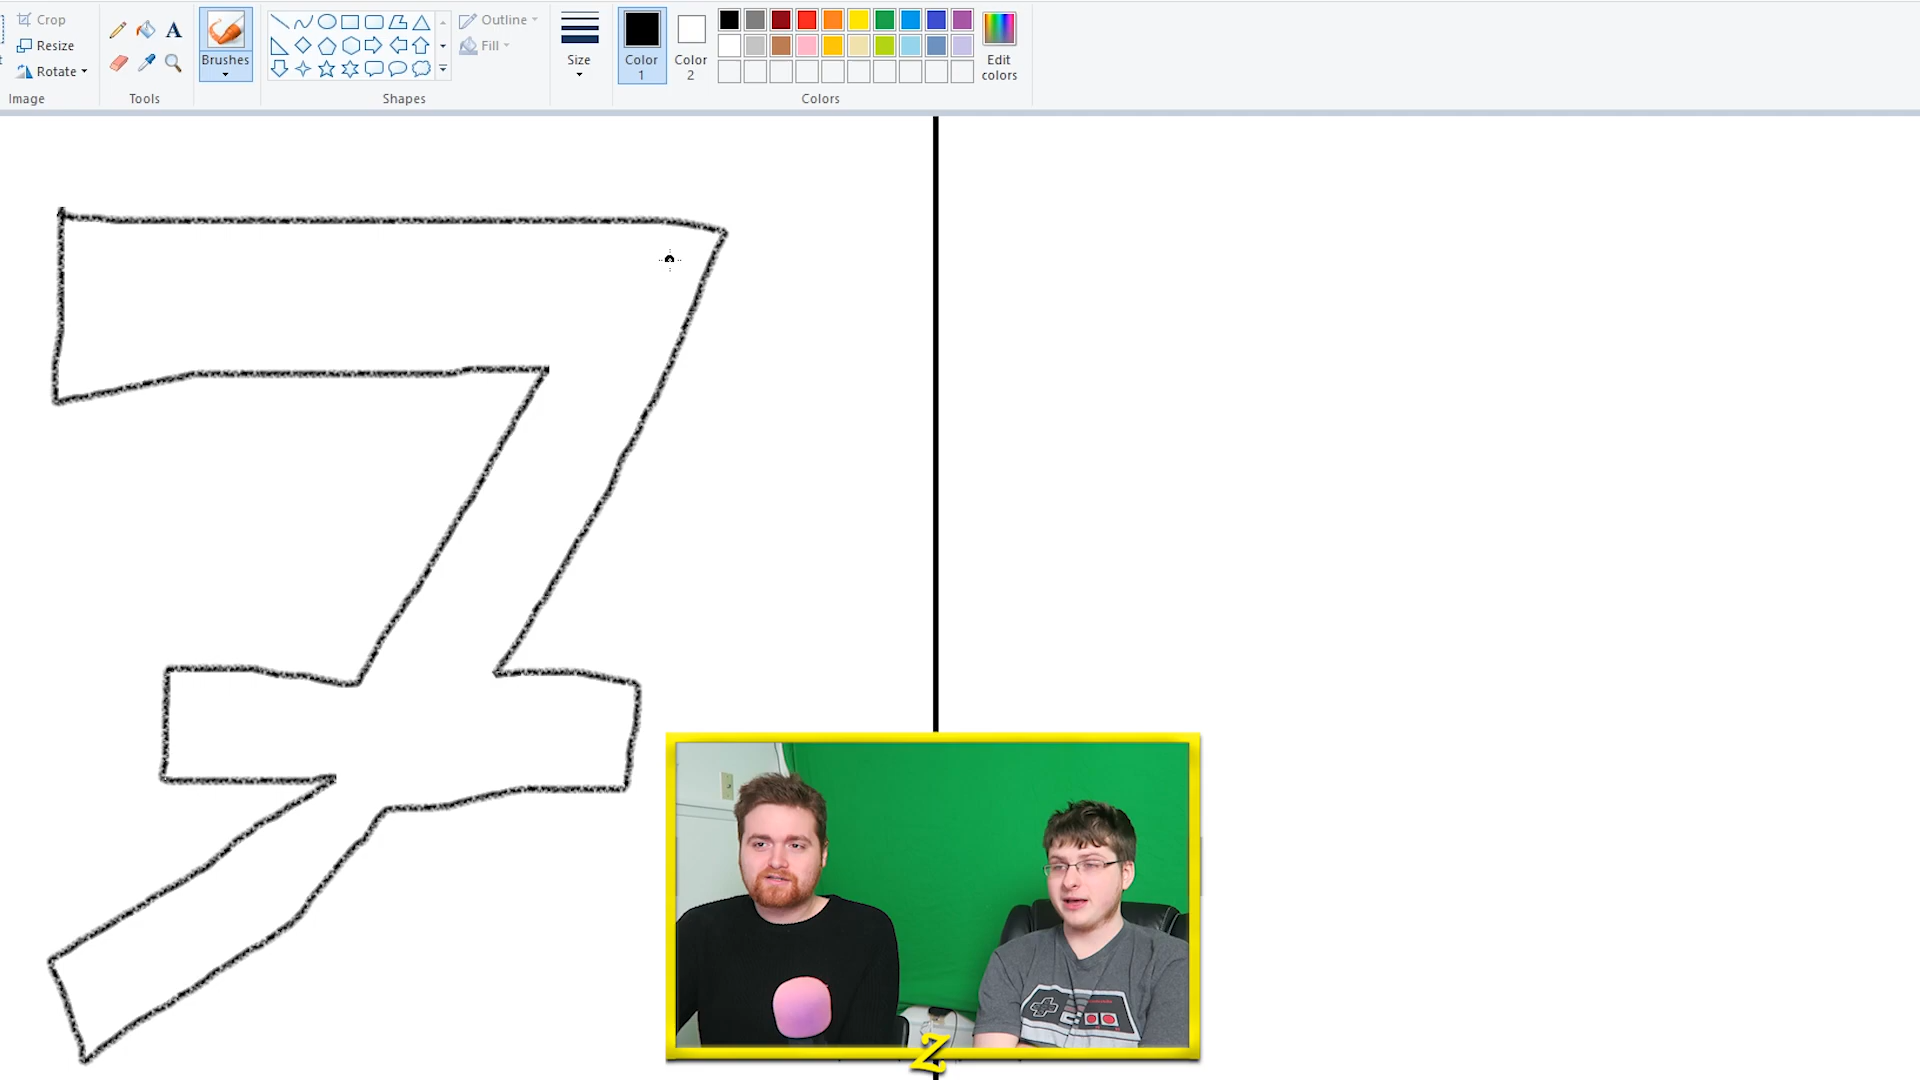 Crop
Resize
Rotate
Image
A
Tools
Brushes
Shapes
Outline
Fill
Size
Color
1
Color
2
Colors
Edit
colors
Z